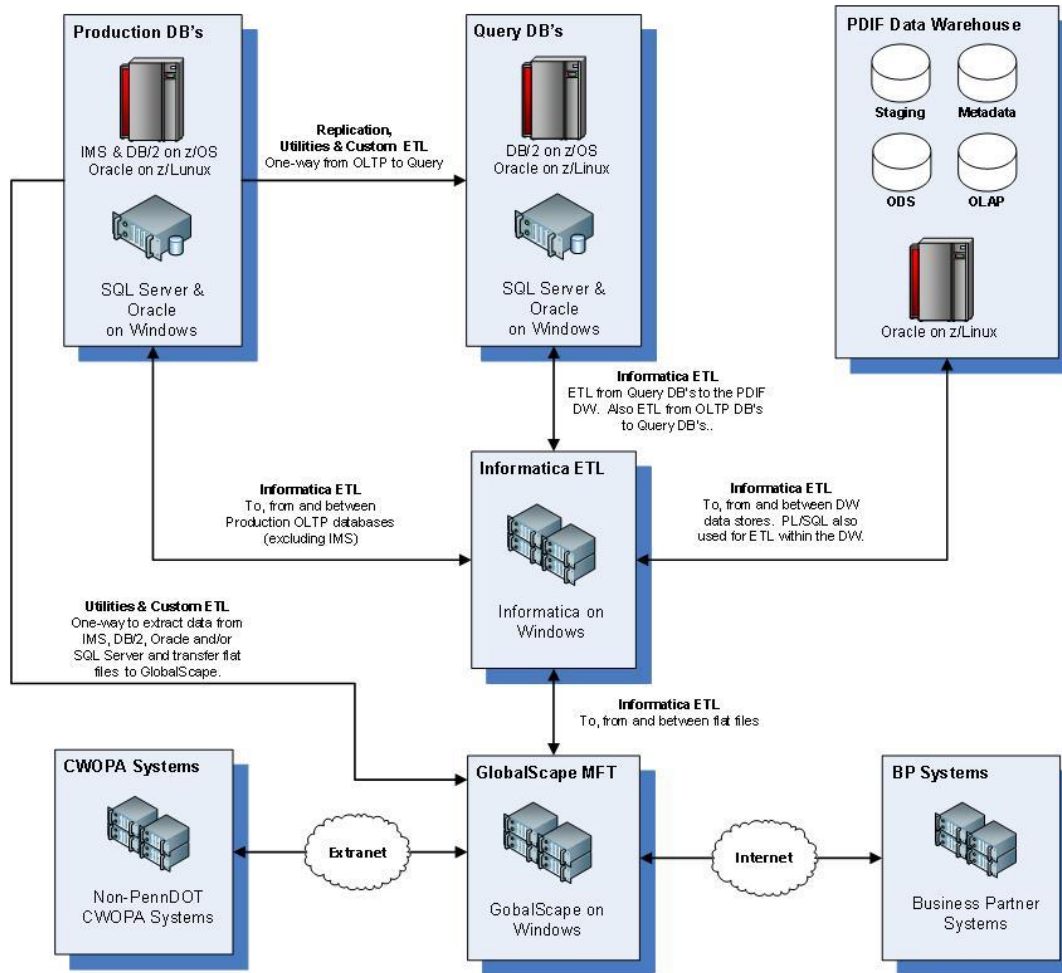 Production DB's
IMS & DB/2 on z/OS
Oracle on z/Lunux
SQL Server &
Oracle
on Windows
Replication,
Utilities & Custom ETL
One-way from OLTP to Query
Query DB's
DB/2 on z/OS
Oracle on z/Linux
SQL Server &
Oracle
on Windows
PDIF Data Warehouse
Staging
Metadata
ODS
OLAP
Oracle on z/Linux
Informatica ETL
ETL from Query DB's to the PDIF
DW. Also ETL from OLTP DB's
to Query DB's..
Informatica ETL
To, from and between
Production OLTP databases
(excluding IMS)
Informatica ETL
Informatica on
Windows
Informatica ETL
To, from and between DW
data stores. PL/SQL also
used for ETL within the DW.
Utilities & Custom ETL
One-way to extract data from
IMS, DB/2, Oracle and/or
SQL Server and transfer flat
files to GlobalScape.
Informatica ETL
To, from and between flat files
CWOPA Systems
Non-PennDOT
CWOPA Systems
Extranet
GlobalScape MFT
GobalScape on
Windows
Internet
BP Systems
Business Partner
Systems